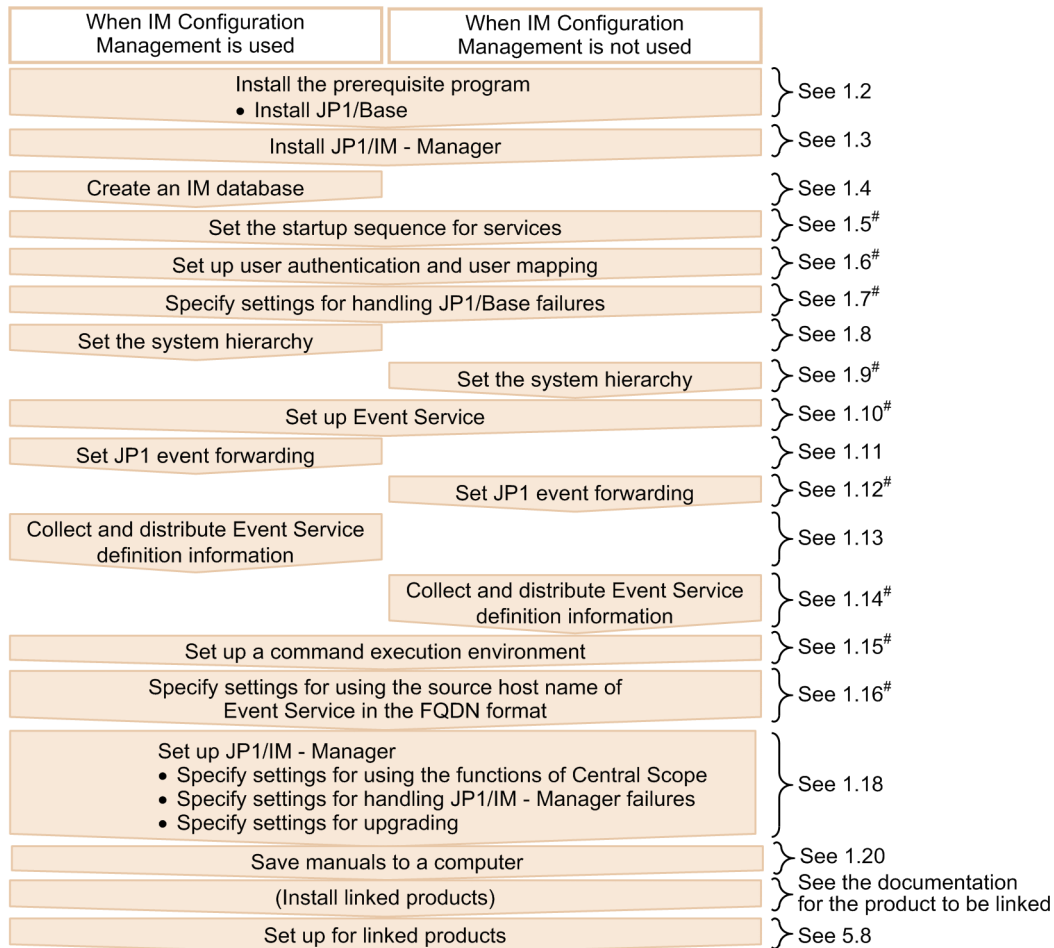 When IM Configuration
Management is used
When IM Configuration
Management is not used
Install the prerequisite program
• Install JP1/Base
See 1.2
Install JP1/IM - Manager
See 1.3
Create an IM database
See 1.4
Set the startup sequence for services
See 1.5#
Set up user authentication and user mapping
See 1.6#
Specify settings for handling JP1/Base failures
See 1.7#
Set the system hierarchy
See 1.8
Set the system hierarchy
See 1.9#
Set up Event Service
See 1.10#
Set JP1 event forwarding
See 1.11
Set JP1 event forwarding
See 1.12#
Collect and distribute Event Service
definition information
See 1.13
Collect and distribute Event Service
definition information
See 1.14#
Set up a command execution environment
See 1.15#
Specify settings for using the source host name of
Event Service in the FQDN format
See 1.16#
Set up JP1/IM - Manager
• Specify settings for using the functions of Central Scope
• Specify settings for handling JP1/IM - Manager failures
• Specify settings for upgrading
See 1.18
Save manuals to a computer
See 1.20
(Install linked products)
See the documentation
for the product to be linked
Set up for linked products
See 5.8